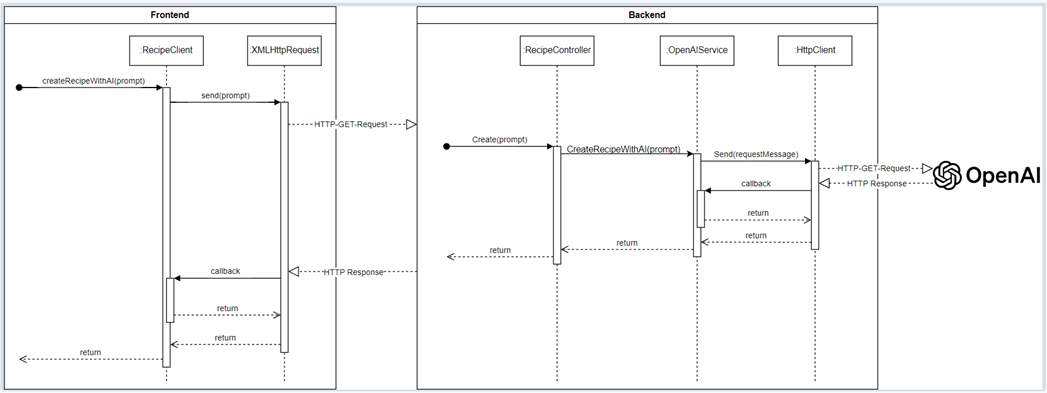 Frontend
Backend
:RecipeClient
:XMLHttpRequest
:RecipeController
:OpenAIService
:HttpClient
createRecipeWithAI(prompt)
send(prompt)
HTTP-GET-Request
Create(prompt)
CreateRecipeWithAI(prompt)
Send(requestMessage)
HTTP-GET-Request
OpenAI
HTTP Response
callback
return
return
return
return
HTTP Response
callback
return
return
return